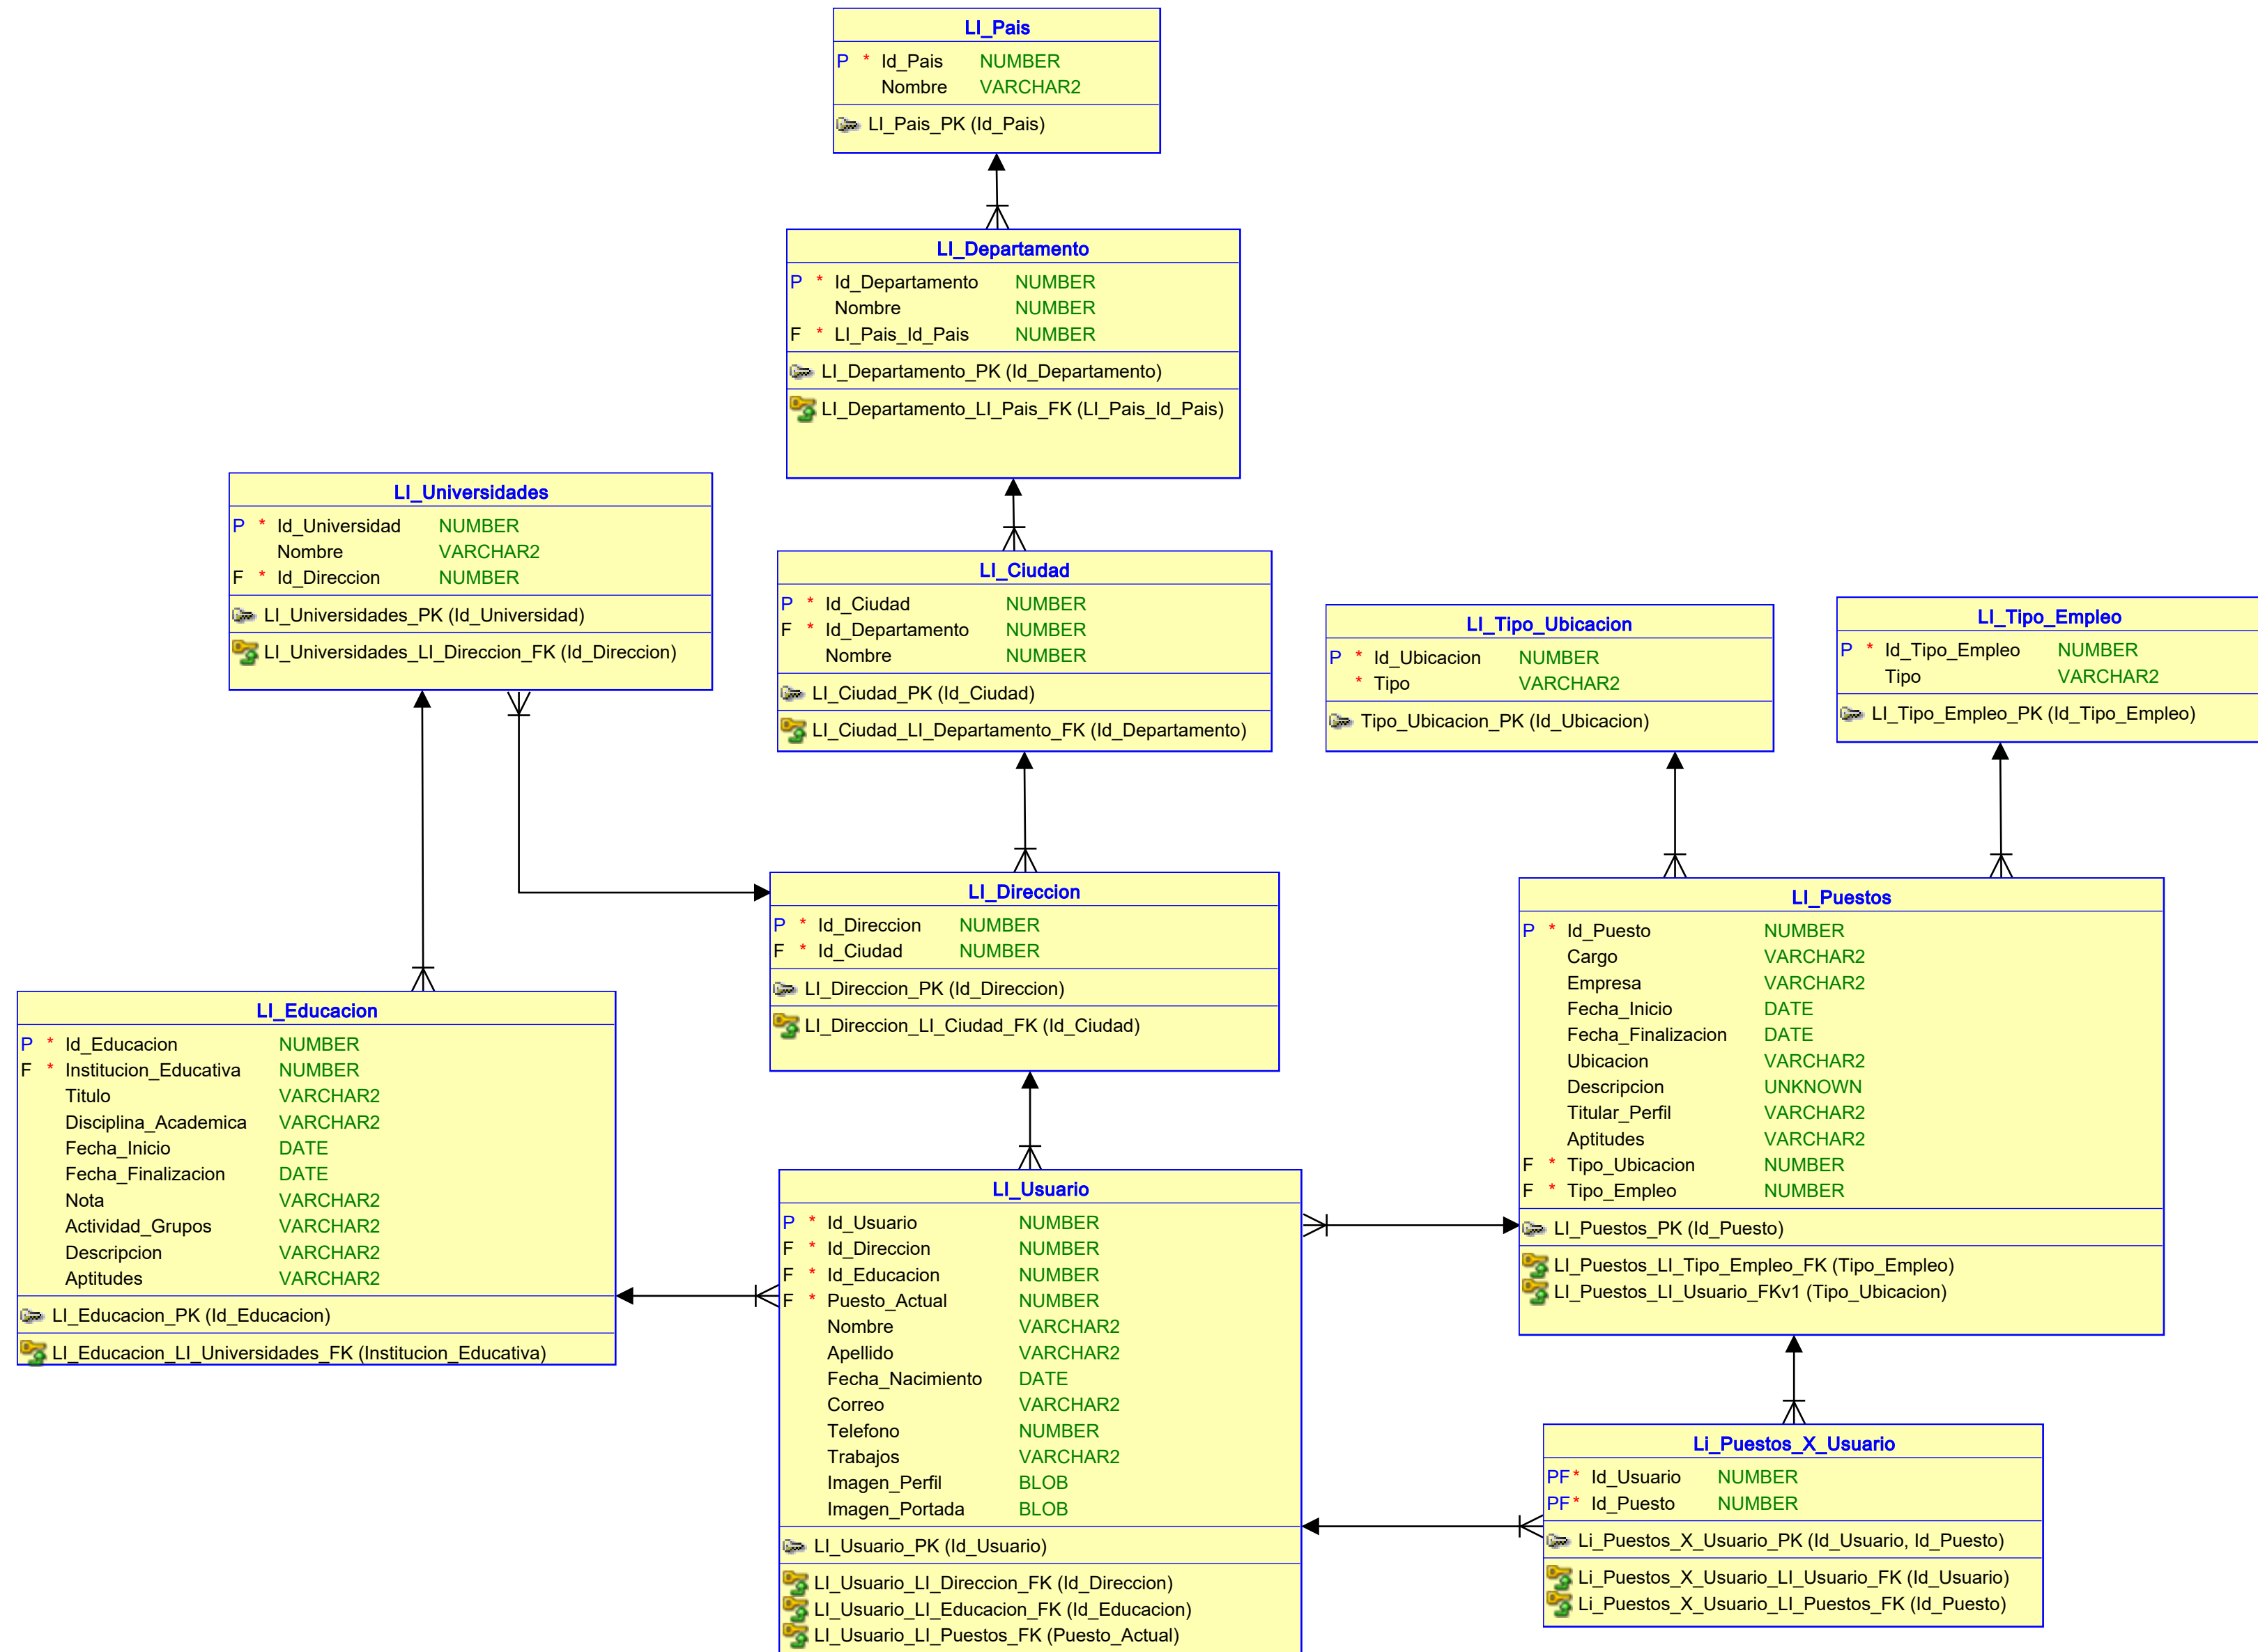 LI_Pais
P * Id_Pais NUMBER
Nombre VARCHAR2
LI_Pais_PK (Id_Pais)
LI_Departamento
P * Id_Departamento NUMBER
Nombre NUMBER
F * LI_Pais_Id_Pais NUMBER
LI_Departamento_PK (Id_Departamento)
LI_Departamento_LI_Pais_FK (LI_Pais_Id_Pais)
LI_Universidades
P * Id_Universidad NUMBER
Nombre VARCHAR2
F * Id_Direccion NUMBER
LI_Universidades_PK (Id_Universidad)
LI_Universidades_LI_Direccion_FK (Id_Direccion)
LI_Ciudad
P * Id_Ciudad NUMBER
F * Id_Departamento NUMBER
Nombre NUMBER
LI_Ciudad_PK (Id_Ciudad)
LI_Ciudad_LI_Departamento_FK (Id_Departamento)
LI_Tipo_Ubicacion
P * Id_Ubicacion NUMBER
* Tipo VARCHAR2
Tipo_Ubicacion_PK (Id_Ubicacion)
LI_Tipo_Empleo
P * Id_Tipo_Empleo NUMBER
Tipo VARCHAR2
LI_Tipo_Empleo_PK (Id_Tipo_Empleo)
LI_Direccion
P * Id_Direccion NUMBER
F * Id_Ciudad NUMBER
LI_Direccion_PK (Id_Direccion)
LI_Direccion_LI_Ciudad_FK (Id_Ciudad)
LI_Puestos
P * Id_Puesto NUMBER
Cargo VARCHAR2
Empresa VARCHAR2
Fecha_Inicio DATE
Fecha_Finalizacion DATE
Ubicacion VARCHAR2
Descripcion UNKNOWN
Titular_Perfil VARCHAR2
Aptitudes VARCHAR2
F * Tipo_Ubicacion NUMBER
F * Tipo_Empleo NUMBER
LI_Puestos_PK (Id_Puesto)
LI_Puestos_LI_Tipo_Empleo_FK (Tipo_Empleo)
LI_Puestos_LI_Usuario_FKv1 (Tipo_Ubicacion)
LI_Educacion
P * Id_Educacion NUMBER
F * Institucion_Educativa NUMBER
Titulo VARCHAR2
Disciplina_Academica VARCHAR2
Fecha_Inicio DATE
Fecha_Finalizacion DATE
Nota VARCHAR2
Actividad_Grupos VARCHAR2
Descripcion VARCHAR2
Aptitudes VARCHAR2
LI_Educacion_PK (Id_Educacion)
LI_Educacion_LI_Universidades_FK (Institucion_Educativa)
LI_Usuario
P * Id_Usuario NUMBER
F * Id_Direccion NUMBER
F * Id_Educacion NUMBER
F * Puesto_Actual NUMBER
Nombre VARCHAR2
Apellido VARCHAR2
Fecha_Nacimiento DATE
Correo VARCHAR2
Telefono NUMBER
Trabajos VARCHAR2
Imagen_Perfil BLOB
Imagen_Portada BLOB
LI_Usuario_PK (Id_Usuario)
LI_Usuario_LI_Direccion_FK (Id_Direccion)
LI_Usuario_LI_Educacion_FK (Id_Educacion)
LI_Usuario_LI_Puestos_FK (Puesto_Actual)
Li_Puestos_X_Usuario
PF * Id_Usuario NUMBER
PF * Id_Puesto NUMBER
Li_Puestos_X_Usuario_PK (Id_Usuario, Id_Puesto)
Li_Puestos_X_Usuario_LI_Usuario_FK (Id_Usuario)
Li_Puestos_X_Usuario_LI_Puestos_FK (Id_Puesto)